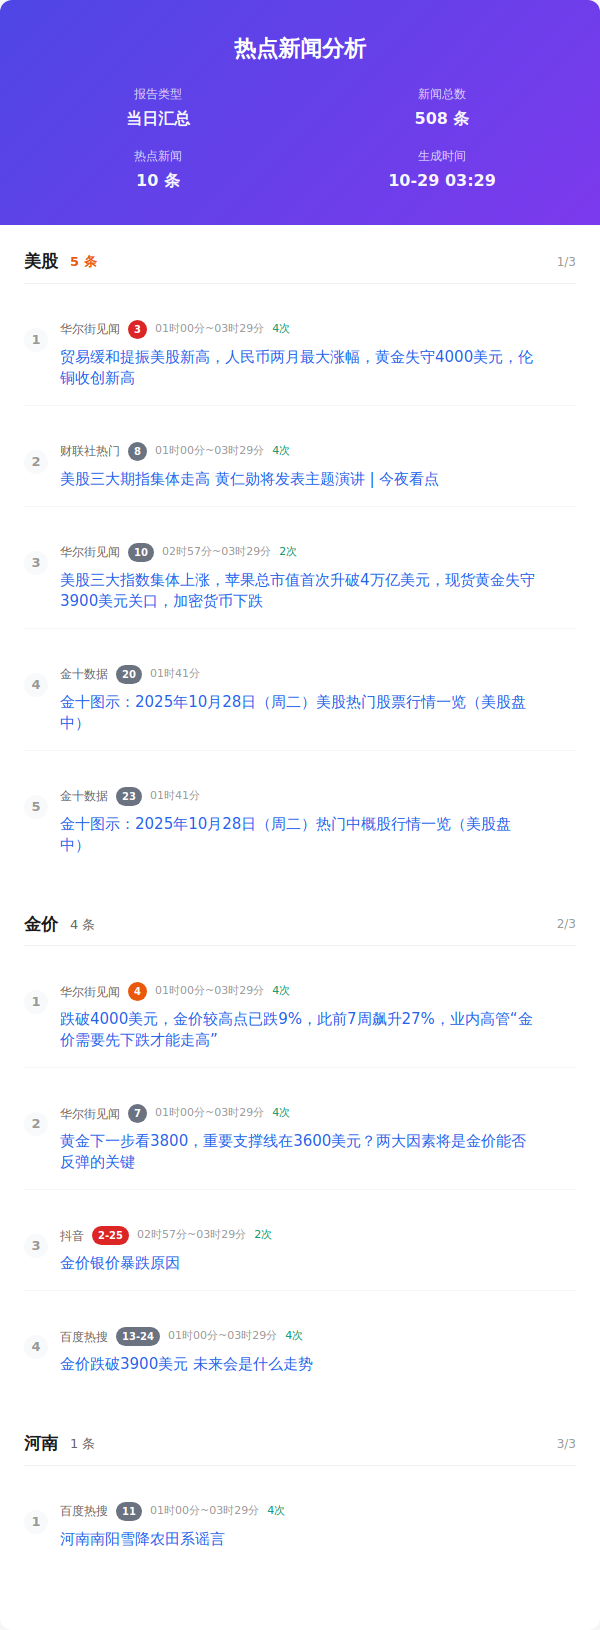 热点新闻分析
报告类型
新闻总数
当日汇总
508 条
热点新闻
生成时间
10 条
10-29 03:29
美股 5 条 1/3
1 华尔街见闻 3 01时00分~03时29分 4次
贸易缓和提振美股新高，人民币两月最大涨幅，黄金失守4000美元，伦
铜收创新高
2 财联社热门 8 01时00分~03时29分 4次
美股三大期指集体走高 黄仁勋将发表主题演讲 | 今夜看点
3 华尔街见闻 10 02时57分~03时29分 2次
美股三大指数集体上涨，苹果总市值首次升破4万亿美元，现货黄金失守
3900美元关口，加密货币下跌
4 金十数据 20 01时41分
金十图示：2025年10月28日（周二）美股热门股票行情一览（美股盘
中）
5 金十数据 23 01时41分
金十图示：2025年10月28日（周二）热门中概股行情一览（美股盘
中）
金价 4 条 2/3
1 华尔街见闻 4 01时00分~03时29分 4次
跌破4000美元，金价较高点已跌9%，此前7周飙升27%，业内高管“金
价需要先下跌才能走高”
2 华尔街见闻 7 01时00分~03时29分 4次
黄金下一步看3800，重要支撑线在3600美元？两大因素将是金价能否
反弹的关键
3 抖音 2-25 02时57分~03时29分 2次
金价银价暴跌原因
4 百度热搜 13-24 01时00分~03时29分 4次
金价跌破3900美元 未来会是什么走势
河南 1 条 3/3
1 百度热搜 11 01时00分~03时29分 4次
河南南阳雪降农田系谣言